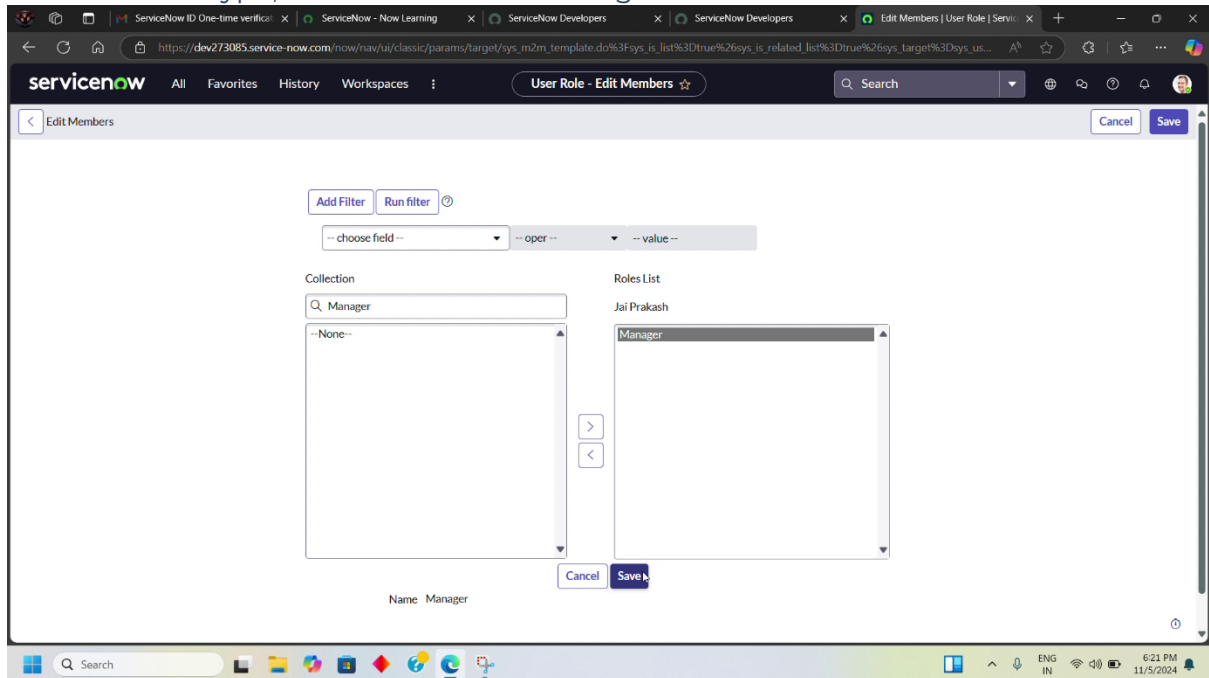 ServiceNow ID One-time verificat
ServiceNow - Now Learning
ServiceNow Developers
ServiceNow Developers
Edit Members | User Role | Servic
https://dev273085.service-now.com/now/nav/ui/classic/params/target/sys_m2m_template.do%3Fsys_is_list%3Dtrue%26sys_is_related_list%3Dtrue%26sys_target%3Dsys_us...
servicenow All Favorites History Workspaces User Role - Edit Members Search
Edit Members Cancel Save
Add Filter Run filter
-- choose field -- -- oper -- -- value --
Collection Roles List
Manager Jai Prakash
--None-- Manager
>
<
Cancel Save
Name Manager
Search ENG 6:21 PM
IN 11/5/2024